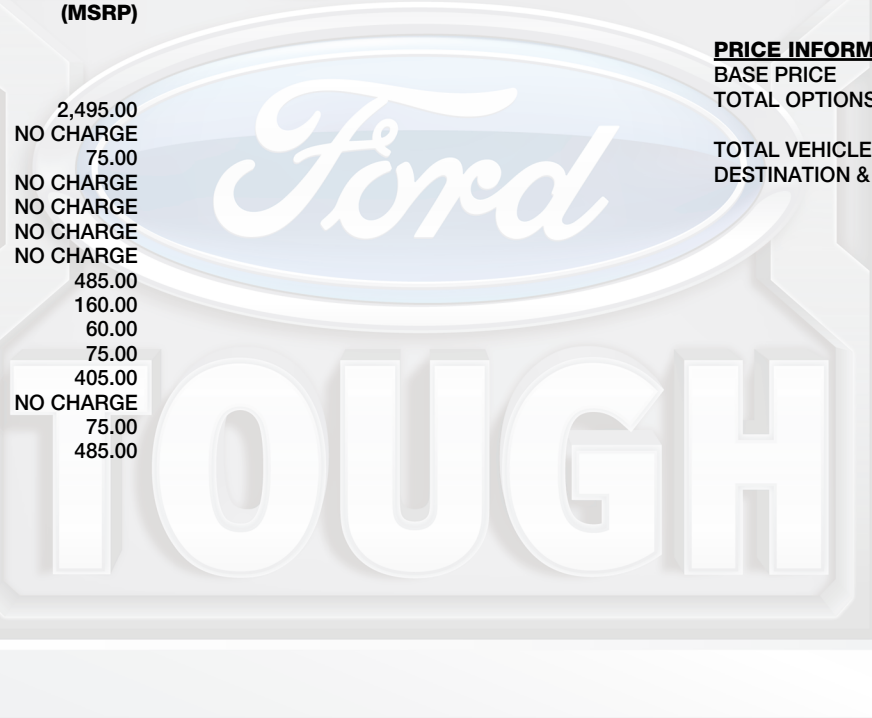 (MSRP)
2,495.00
NO CHARGE
75.00
NO CHARGE
NO CHARGE
NO CHARGE
NO CHARGE
485.00
160.00
60.00
75.00
405.00
NO CHARGE
75.00
485.00
PRICE INFORM
BASE PRICE
TOTAL OPTIONS
TOTAL VEHICLE
DESTINATION &
Ford
TOUGH